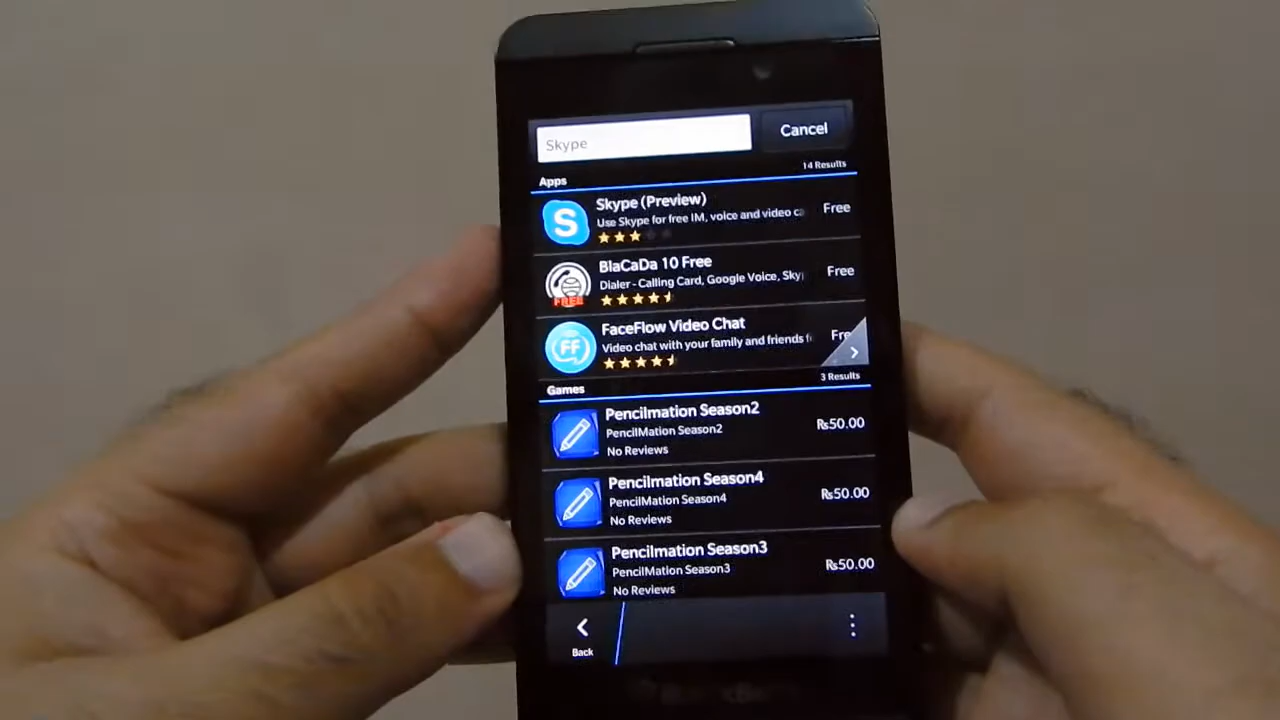 Skype
Cancel
14 Results
Apps
Skype (Preview)
Use Skype for free IM, voice and video c
Free
BlaCaDa 10 Free
Dialer - Calling Card, Google Voice, Sky
Free
FREE
FaceFlow Video Chat
Video chat with your family and friends f
Fre
FF
Games
3 Results
Pencilmation Season2
PencilMation Season2
No Reviews
Rs50.00
Pencilmation Season4
PencilMation Season4
No Reviews
Rs50.00
Pencilmation Season3
PencilMation Season3
No Reviews
Rs50.00
Back
BlackBerry